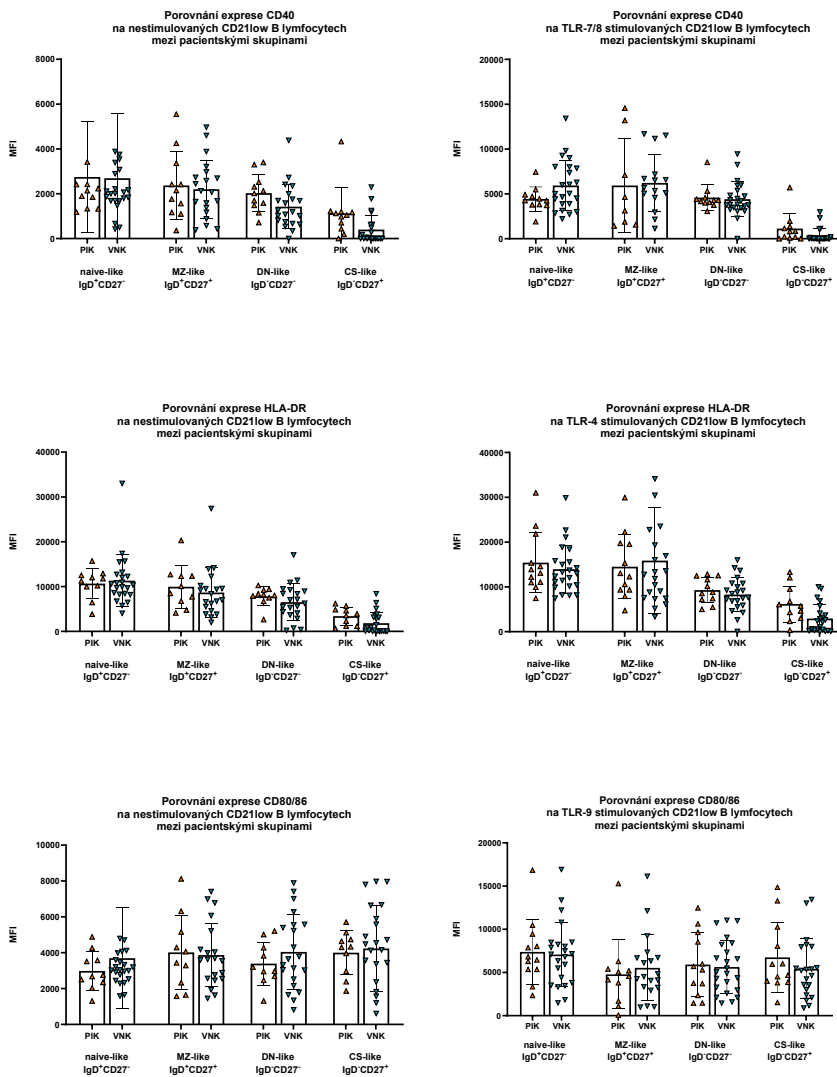 Porovnání exprese CD40
na nestimulovaných CD21low B lymfocytech
mezi pacientskými skupinami
8000
6000
4000
2000
0
MFI
PIK VNK PIK VNK PIK VNK PIK VNK
naive-like MZ-like DN-like CS-like
IgD⁺CD27⁻ IgD⁺CD27⁺ IgD⁻CD27⁻ IgD⁻CD27⁺
Porovnání exprese CD40
na TLR-7/8 stimulovaných CD21low B lymfocytech
mezi pacientskými skupinami
20000
15000
10000
5000
0
MFI
PIK VNK PIK VNK PIK VNK PIK VNK
naive-like MZ-like DN-like CS-like
IgD⁺CD27⁻ IgD⁺CD27⁺ IgD⁻CD27⁻ IgD⁻CD27⁺
Porovnání exprese HLA-DR
na nestimulovaných CD21low B lymfocytech
mezi pacientskými skupinami
40000
30000
20000
10000
0
MFI
PIK VNK PIK VNK PIK VNK PIK VNK
naive-like MZ-like DN-like CS-like
IgD⁺CD27⁻ IgD⁺CD27⁺ IgD⁻CD27⁻ IgD⁻CD27⁺
Porovnání exprese HLA-DR
na TLR-4 stimulovaných CD21low B lymfocytech
mezi pacientskými skupinami
40000
30000
20000
10000
0
MFI
PIK VNK PIK VNK PIK VNK PIK VNK
naive-like MZ-like DN-like CS-like
IgD⁺CD27⁻ IgD⁺CD27⁺ IgD⁻CD27⁻ IgD⁻CD27⁺
Porovnání exprese CD80/86
na nestimulovaných CD21low B lymfocytech
mezi pacientskými skupinami
10000
8000
6000
4000
2000
0
MFI
PIK VNK PIK VNK PIK VNK PIK VNK
naive-like MZ-like DN-like CS-like
IgD⁺CD27⁻ IgD⁺CD27⁺ IgD⁻CD27⁻ IgD⁻CD27⁺
Porovnání exprese CD80/86
na TLR-9 stimulovaných CD21low B lymfocytech
mezi pacientskými skupinami
20000
15000
10000
5000
0
MFI
PIK VNK PIK VNK PIK VNK PIK VNK
naive-like MZ-like DN-like CS-like
IgD⁺CD27⁻ IgD⁺CD27⁺ IgD⁻CD27⁻ IgD⁻CD27⁺